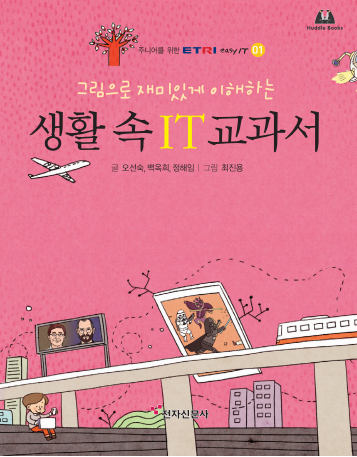 Huddle Books
주니어를 위한 ETRI easy IT 01
그림으로 재미있게 이해하는
생활 속 IT 교과서
글 오선숙, 백옥희, 정해임 | 그림 최진용
전자신문사